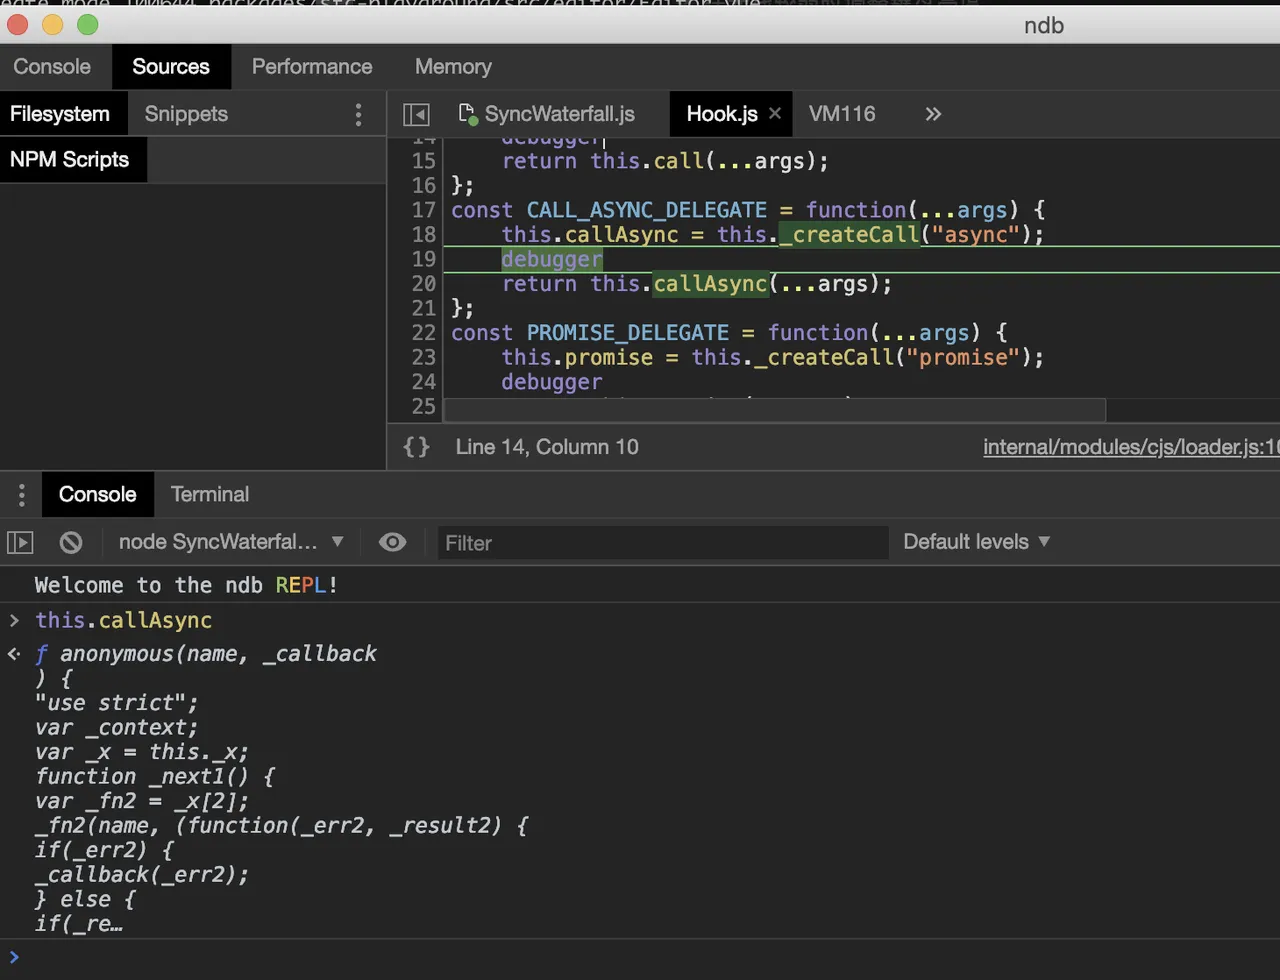 ndb
Console Sources Performance Memory
Filesystem Snippets
SyncWaterfall.js Hook.js × VM116 »
NPM Scripts
14 debugger
15 return this.call(...args);
16 };
17 const CALL_ASYNC_DELEGATE = function(...args) {
18 this.callAsync = this._createCall("async");
19 debugger
20 return this.callAsync(...args);
21 };
22 const PROMISE_DELEGATE = function(...args) {
23 this.promise = this._createCall("promise");
24 debugger
25
{} Line 14, Column 10 internal/modules/cjs/loader.js:10
Console Terminal
node SyncWaterfal... ▼ Filter Default levels ▼
Welcome to the ndb REPL!
> this.callAsync
ƒ anonymous(name, _callback
) {
"use strict";
var _context;
var _x = this._x;
function _next1() {
var _fn2 = _x[2];
_fn2(name, (function(_err2, _result2) {
if(_err2) {
_callback(_err2);
} else {
if(_re…
>